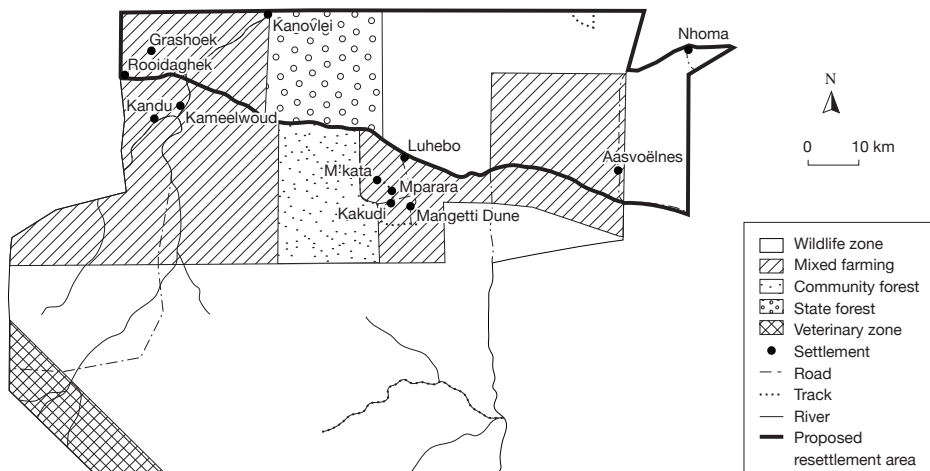 Kanovlei
Grashoek
Rooidaghek
Kandu
Kameelwoud
Luhebo
M'kata
Mparara
Kakudi
Mangetti Dune
Aasvoëlnes
Nhoma
N
0 10 km
Wildlife zone
Mixed farming
Community forest
State forest
Veterinary zone
Settlement
Road
Track
River
Proposed
resettlement area